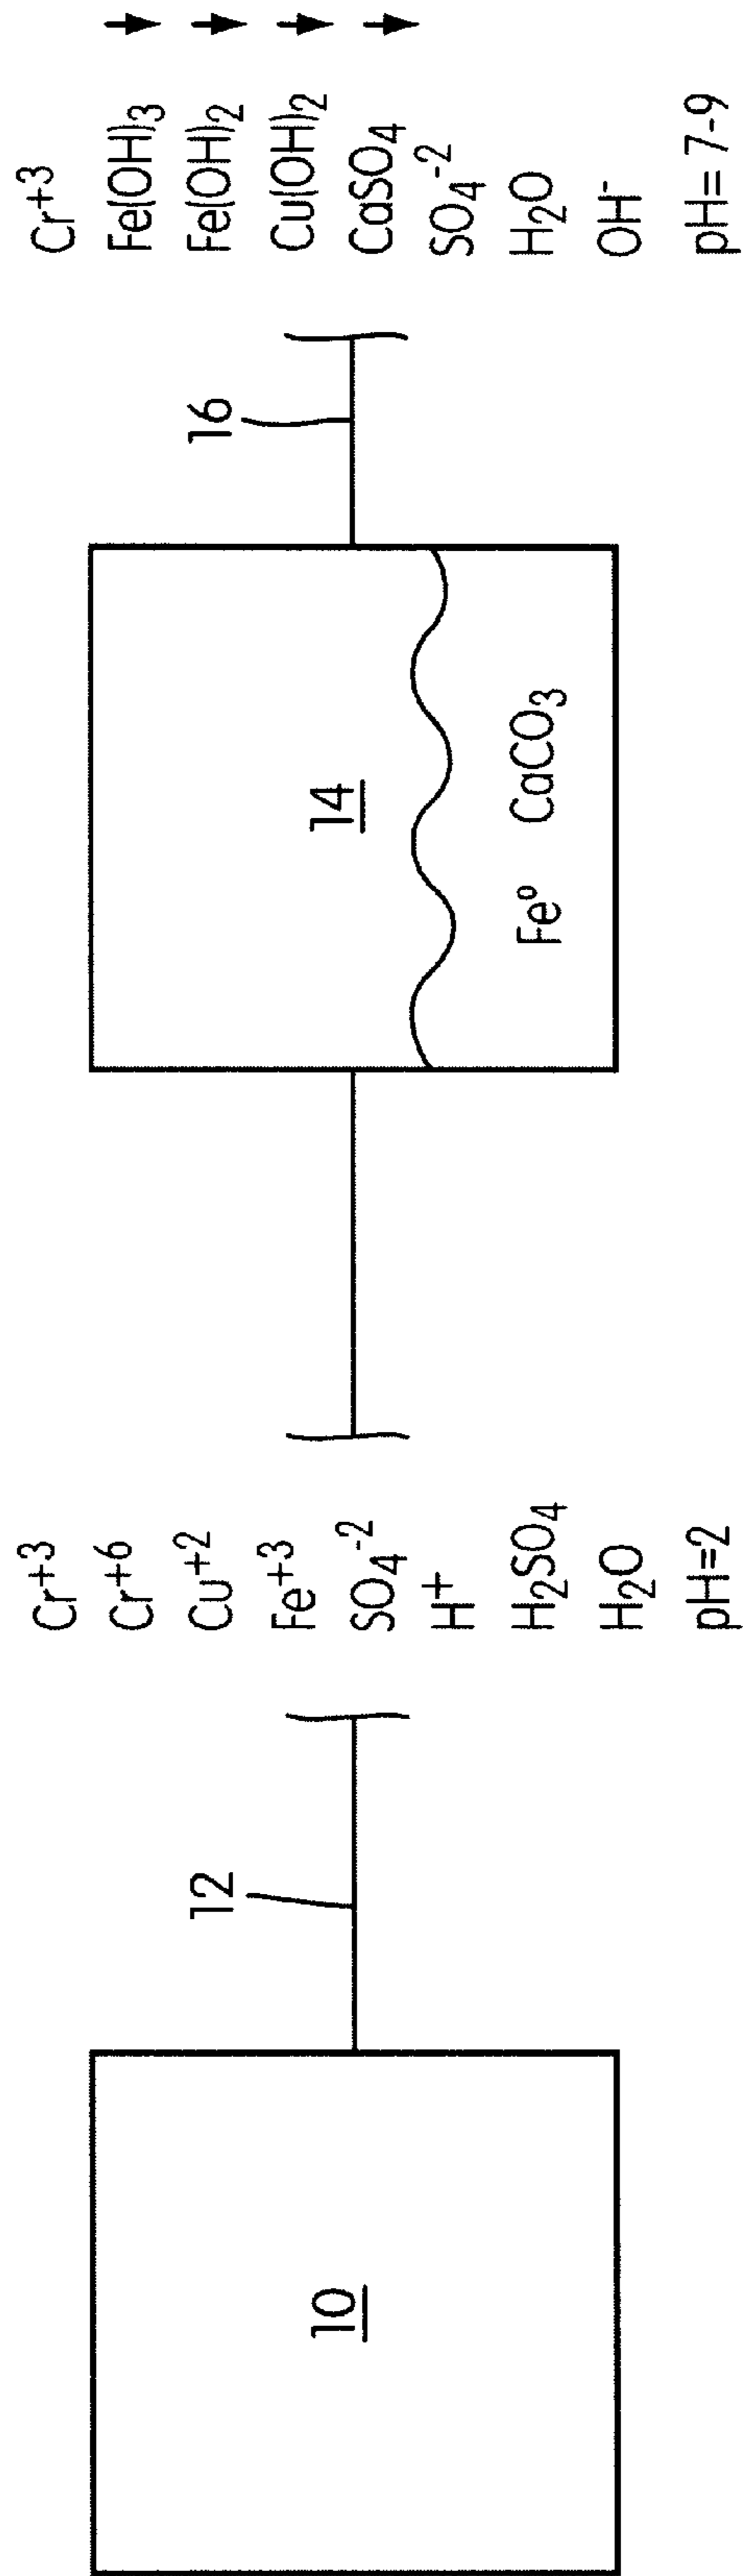 10
12
Cr⁺³
Cr⁺⁶
Cu⁺²
Fe⁺³
SO₄⁻²
H⁺
H₂SO₄
H₂O
pH=2
14
Fe⁰ CaCO₃
16
Cr⁺³
Fe(OH)₃ ↓
Fe(OH)₂ ↓
Cu(OH)₂ ↓
CaSO₄ ↓
SO₄⁻²
H₂O
OH⁻
pH= 7-9